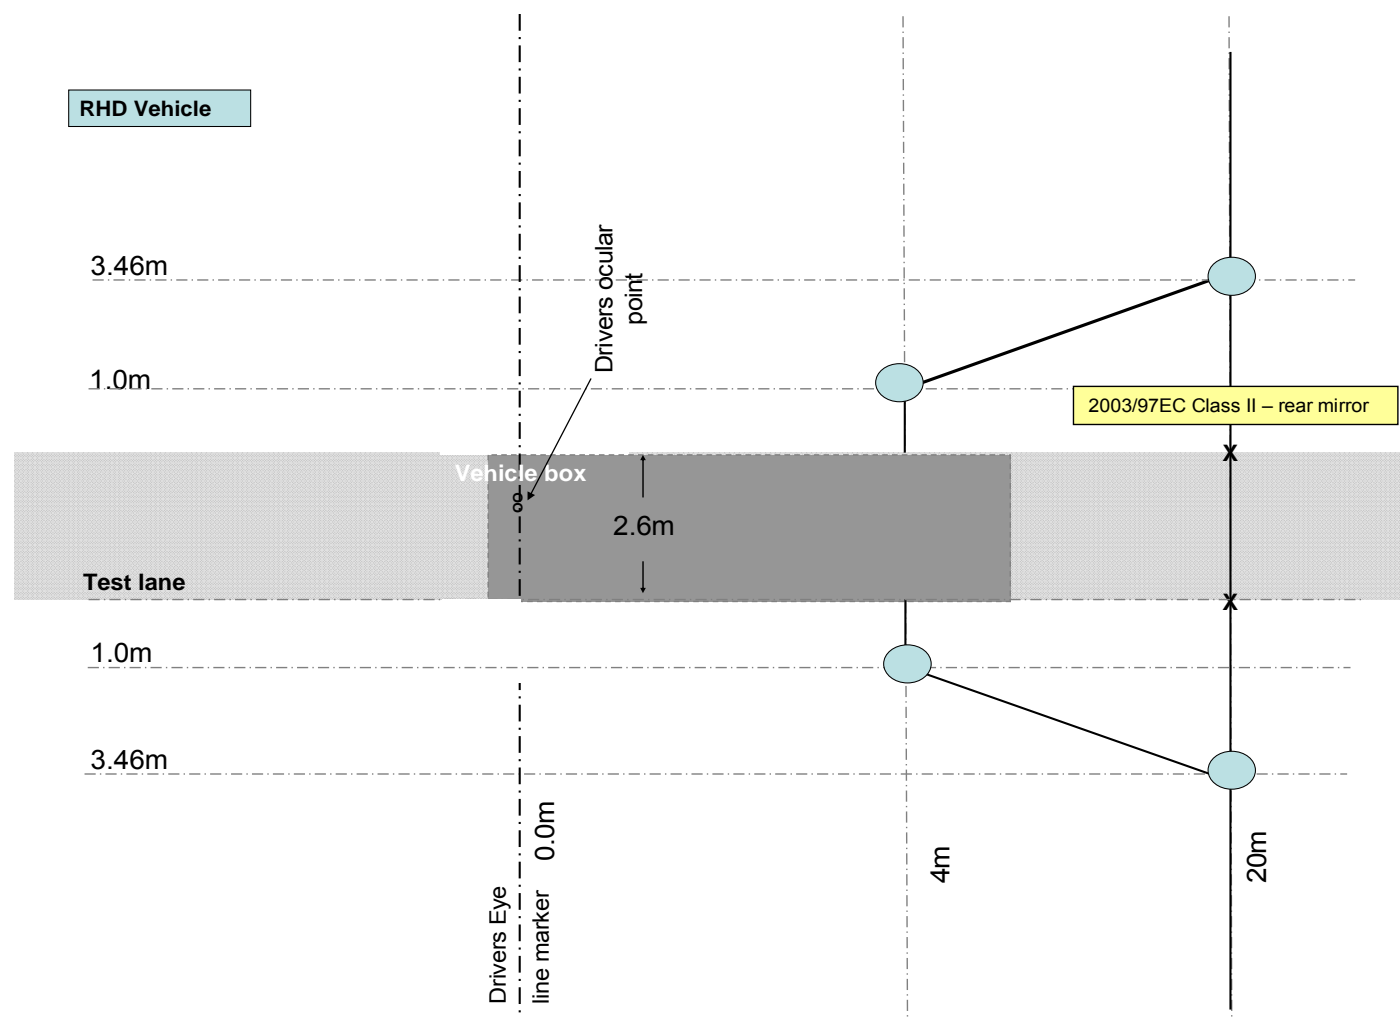 RHD Vehicle
Drivers ocular
point
3.46m
1.0m
2003/97EC Class II – rear mirror
X
Vehicle box
2.6m
Test lane
X
1.0m
3.46m
0.0m
4m
20m
Drivers Eye
line marker